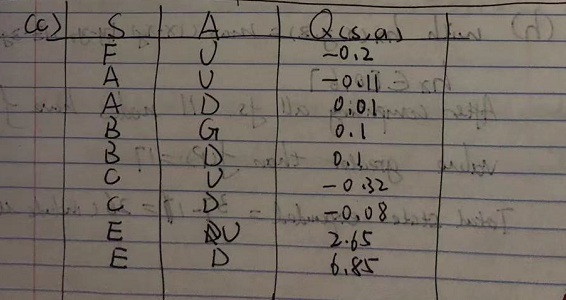 (c) S A Q(s,a)
F U -0.2
A U -0.11
A D 0.01
B G 0.1
B D 0.1
C U -0.32
C D -0.08
E U 2.65
E D 6.85